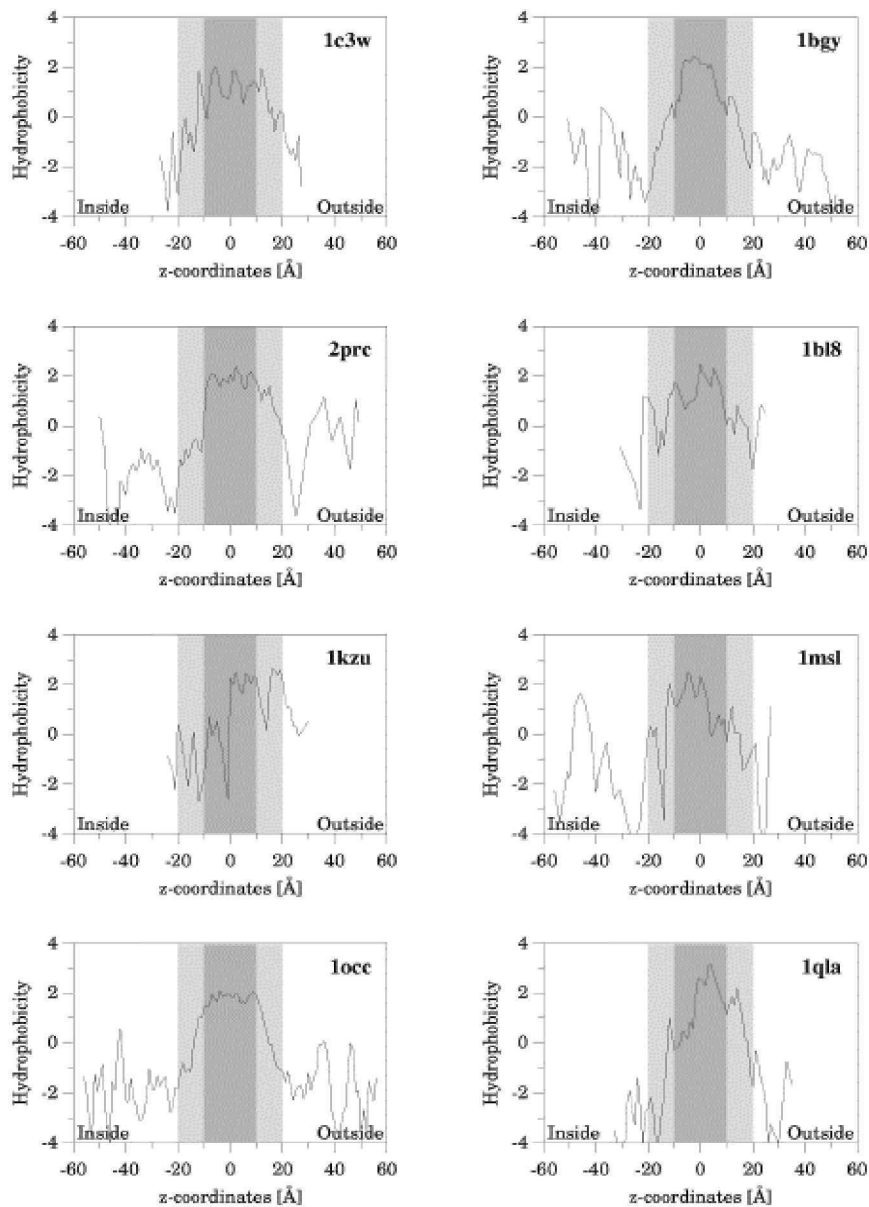 4 4
1c3w 1bgy
2 2
Hydrophobicity Hydrophobicity
0 0
-2 -2
Inside Outside Inside Outside
-4 -4
-60 -40 -20 0 20 40 60 -60 -40 -20 0 20 40 60
z-coordinates [Å] z-coordinates [Å]
4 4
2prc 1bl8
2 2
Hydrophobicity Hydrophobicity
0 0
-2 -2
Inside Outside Inside Outside
-4 -4
-60 -40 -20 0 20 40 60 -60 -40 -20 0 20 40 60
z-coordinates [Å] z-coordinates [Å]
4 4
1kzu 1msl
2 2
Hydrophobicity Hydrophobicity
0 0
-2 -2
Inside Outside Inside Outside
-4 -4
-60 -40 -20 0 20 40 60 -60 -40 -20 0 20 40 60
z-coordinates [Å] z-coordinates [Å]
4 4
1occ 1qla
2 2
Hydrophobicity Hydrophobicity
0 0
-2 -2
Inside Outside Inside Outside
-4 -4
-60 -40 -20 0 20 40 60 -60 -40 -20 0 20 40 60
z-coordinates [Å] z-coordinates [Å]